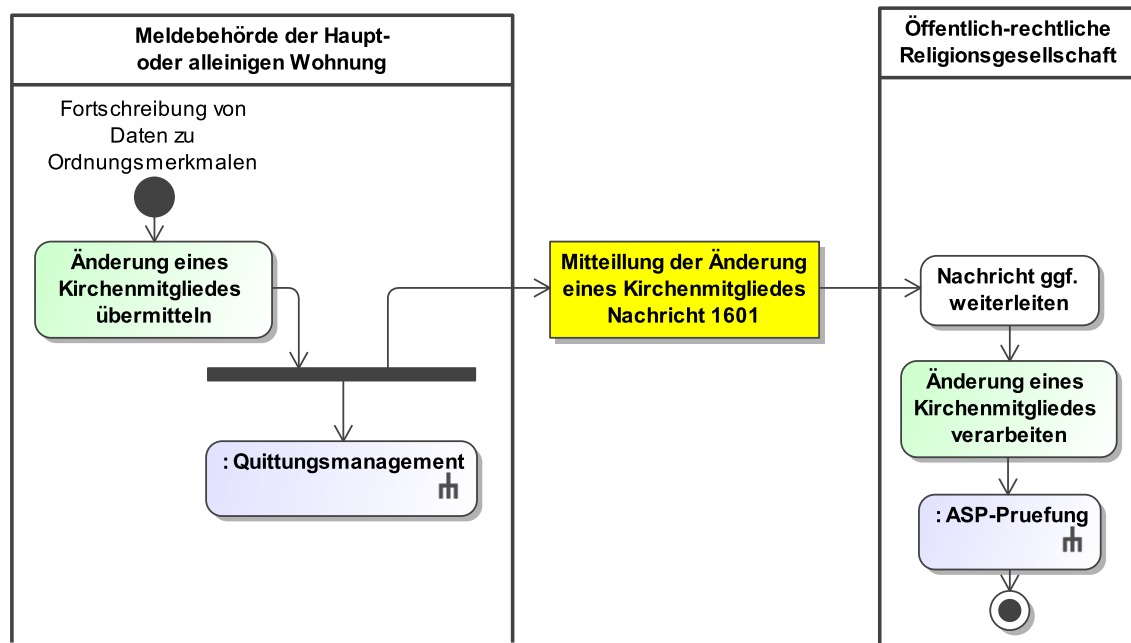 Meldebehörde der Haupt-
oder alleinigen Wohnung
Öffentlich-rechtliche
Religionsgesellschaft
Fortschreibung von
Daten zu
Ordnungsmerkmalen
Änderung eines
Kirchenmitgliedes
übermitteln
: Quittungsmanagement
Mitteillung der Änderung
eines Kirchenmitgliedes
Nachricht 1601
Nachricht ggf.
weiterleiten
Änderung eines
Kirchenmitgliedes
verarbeiten
: ASP-Pruefung